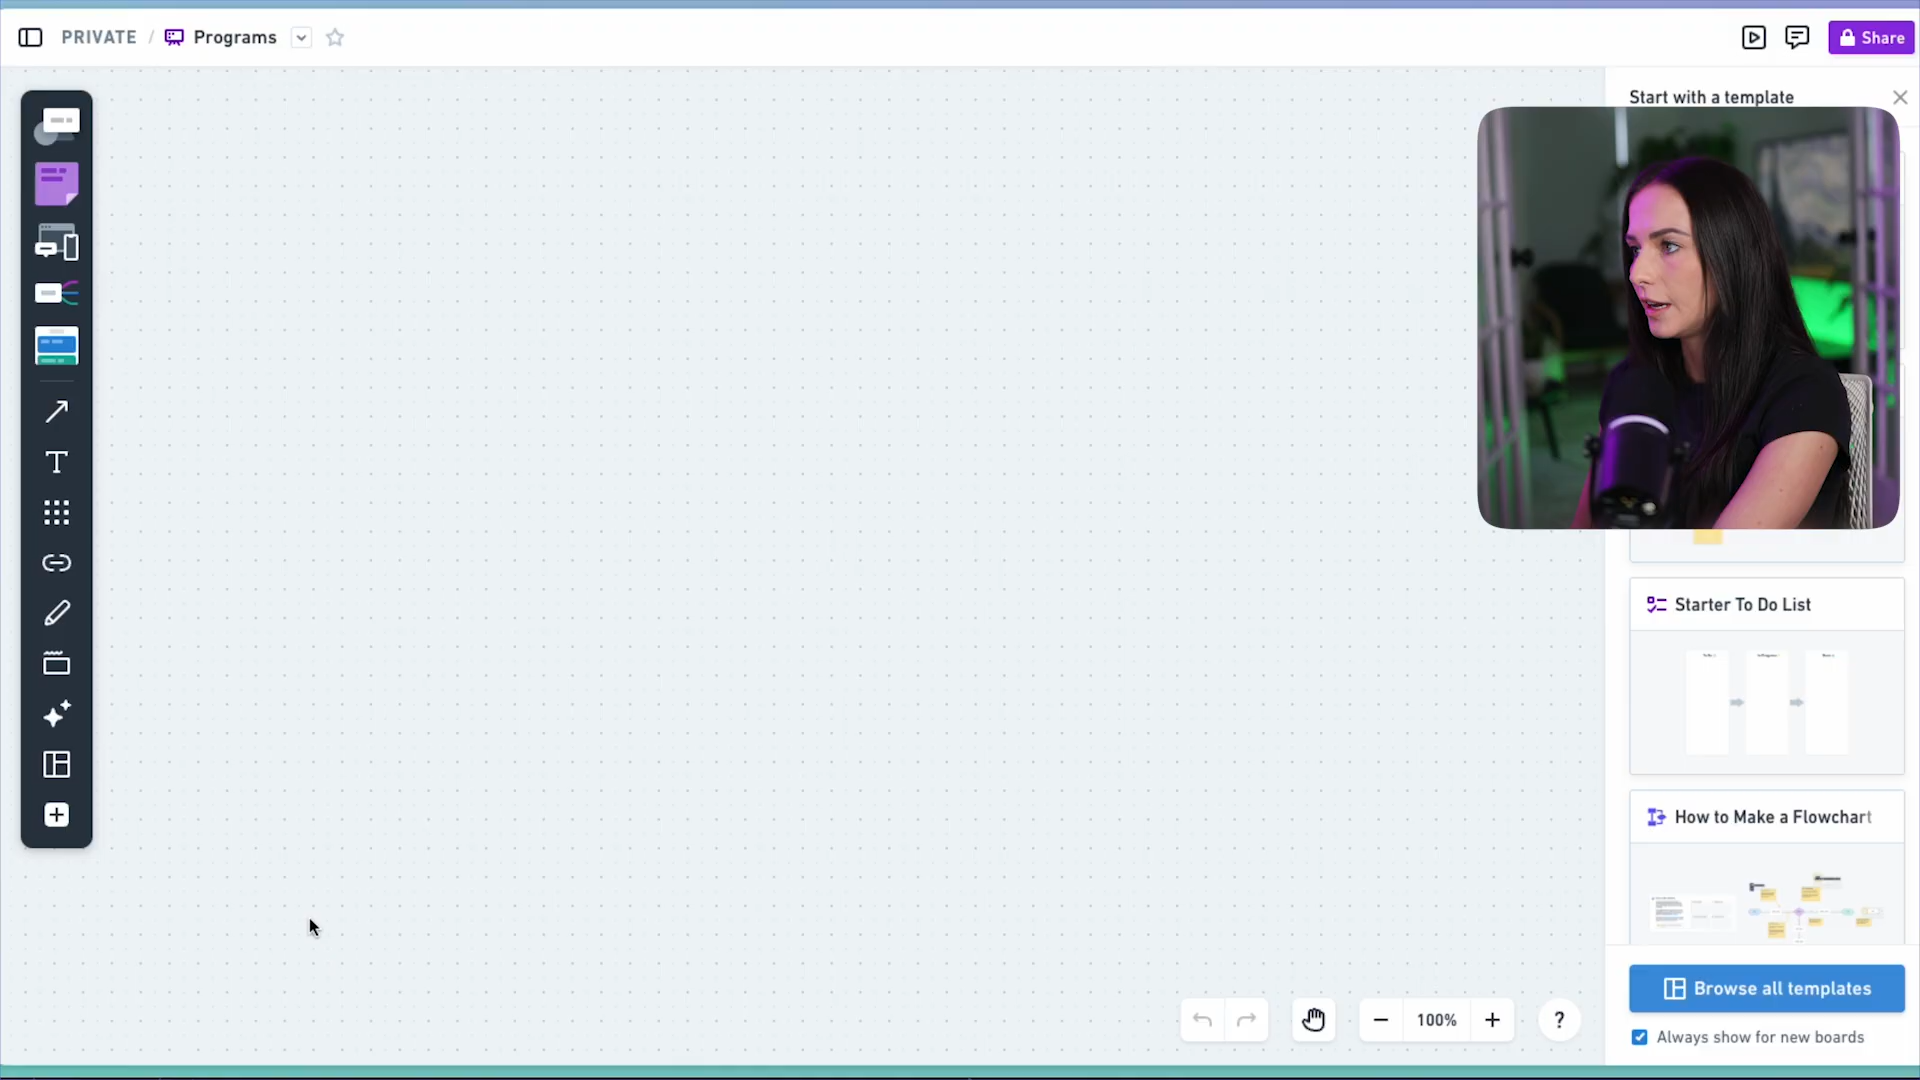 PRIVATE / Programs
Share
Start with a template
Starter To Do List
How to Make a Flowchart
Browse all templates
100%
?
Always show for new boards